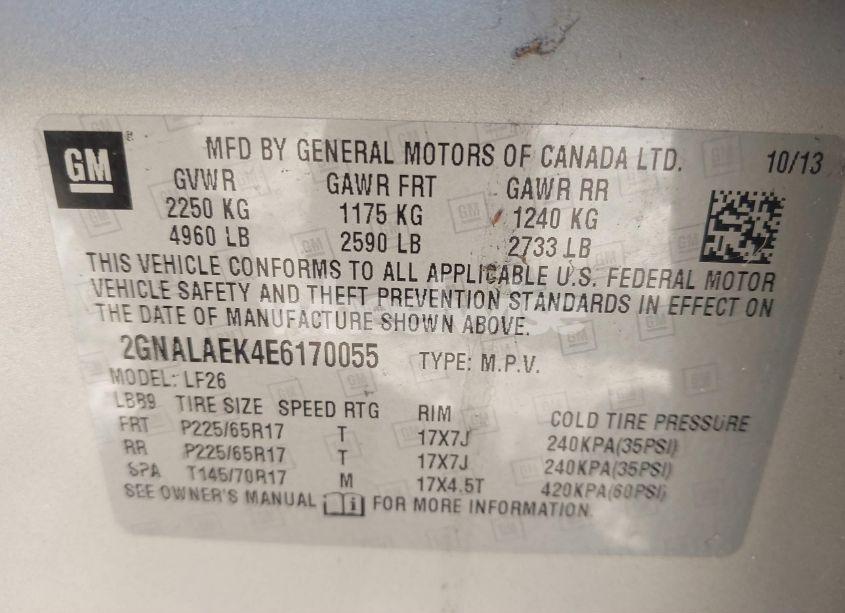 GM
MFD BY GENERAL MOTORS OF CANADA LTD. 10/13
GVWR GAWR FRT GAWR RR
2250 KG 1175 KG 1240 KG
4960 LB 2590 LB 2733 LB
THIS VEHICLE CONFORMS TO ALL APPLICABLE U.S. FEDERAL MOTOR
VEHICLE SAFETY AND THEFT PREVENTION STANDARDS IN EFFECT ON
THE DATE OF MANUFACTURE SHOWN ABOVE.
2GNALAEK4E6170055 TYPE: M.P.V.
MODEL: LF26
LBB9 TIRE SIZE SPEED RTG RIM COLD TIRE PRESSURE
FRT P225/65R17 T 17X7J 240KPA(35PSI)
RR P225/65R17 T 17X7J 240KPA(35PSI)
SPA T145/70R17 M 17X4.5T 420KPA(60PSI)
SEE OWNER'S MANUAL FOR MORE INFORMATION.